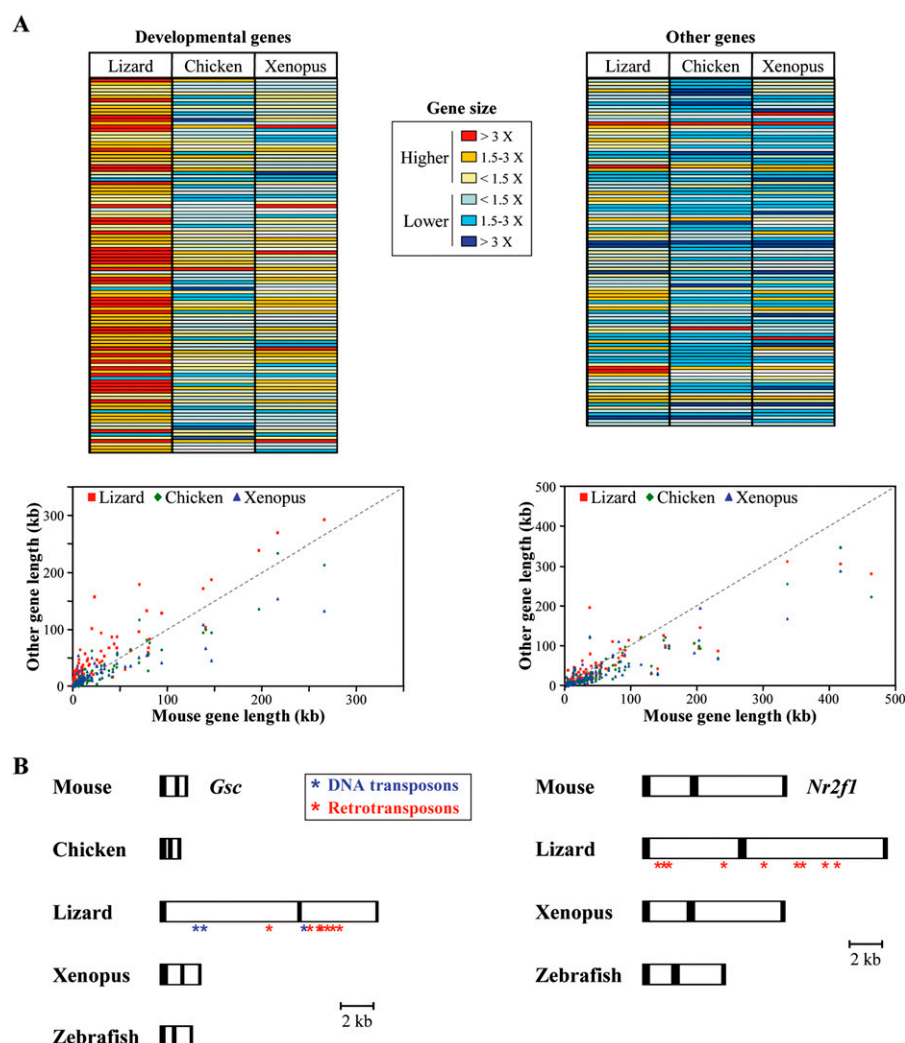 A
Developmental genes
Lizard Chicken Xenopus
Gene size
Higher
> 3 X
1.5-3 X
< 1.5 X
Lower
< 1.5 X
1.5-3 X
> 3 X
Other genes
Lizard Chicken Xenopus
Lizard Chicken Xenopus
Other gene length (kb)
300
200
100
0
0 100 200 300
Mouse gene length (kb)
Lizard Chicken Xenopus
Other gene length (kb)
500
400
300
200
100
0
0 100 200 300 400 500
Mouse gene length (kb)
B
Mouse Gsc
Chicken
Lizard
** * * ******
Xenopus
Zebrafish
2 kb
* DNA transposons
* Retrotransposons
Mouse Nr2f1
Lizard
*** * * ** * *
Xenopus
Zebrafish
2 kb